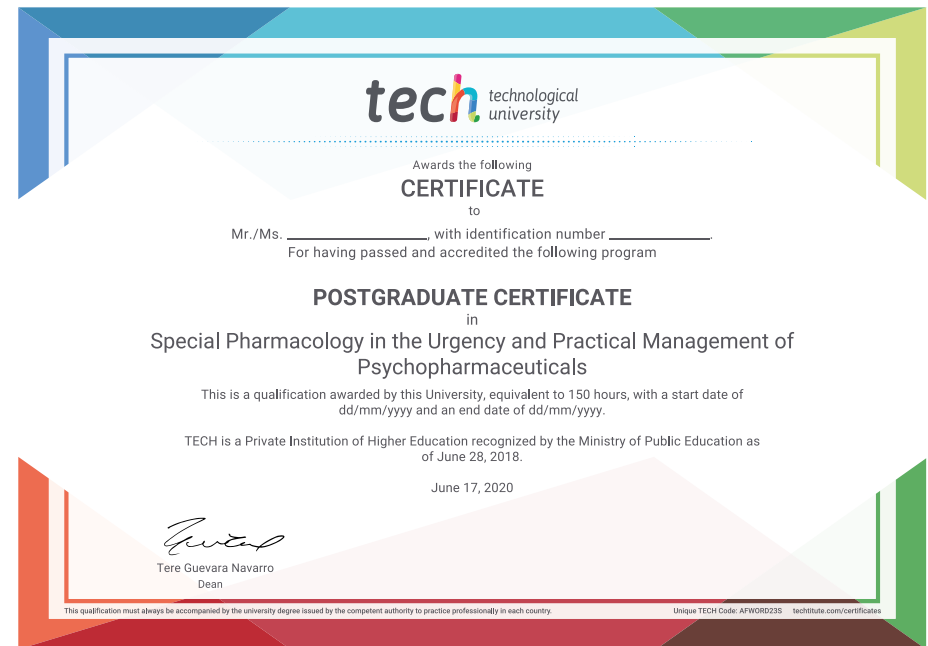 tech technological
university
Awards the following
CERTIFICATE
to
Mr./Ms. ____________________, with identification number ______________.
For having passed and accredited the following program
POSTGRADUATE CERTIFICATE
in
Special Pharmacology in the Urgency and Practical Management of
Psychopharmaceuticals
This is a qualification awarded by this University, equivalent to 150 hours, with a start date of
dd/mm/yyyy and an end date of dd/mm/yyyy.
TECH is a Private Institution of Higher Education recognized by the Ministry of Public Education as
of June 28, 2018.
June 17, 2020
Tere Guevara Navarro
Dean
This qualification must always be accompanied by the university degree issued by the competent authority to practice professionally in each country.
Unique TECH Code: AFWORD23S techtitute.com/certificates